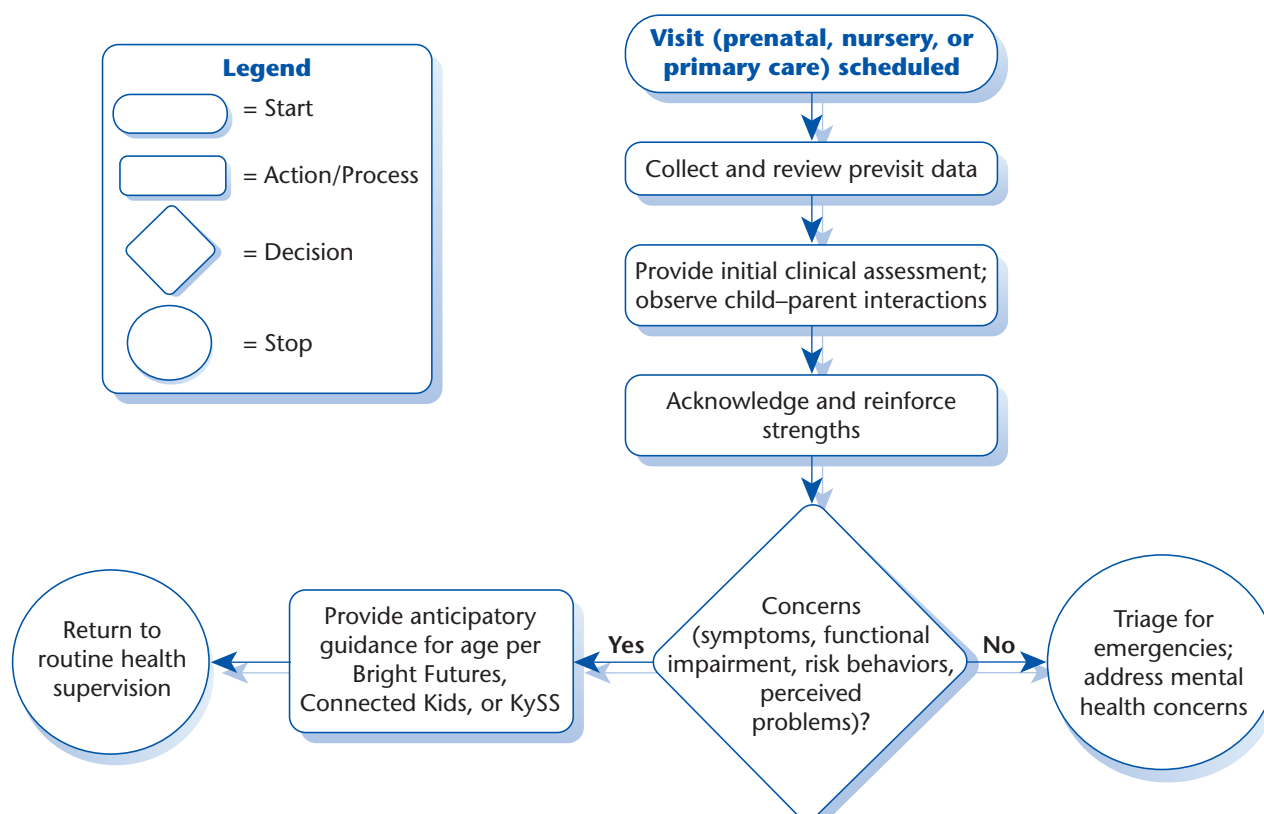 Legend
= Start
= Action/Process
= Decision
= Stop
Visit (prenatal, nursery, or
primary care) scheduled
Collect and review previsit data
Provide initial clinical assessment;
observe child–parent interactions
Acknowledge and reinforce
strengths
Concerns
(symptoms, functional
impairment, risk behaviors,
perceived
problems)?
Yes
Provide anticipatory
guidance for age per
Bright Futures,
Connected Kids, or KySS
Return to
routine health
supervision
No
Triage for
emergencies;
address mental
health concerns